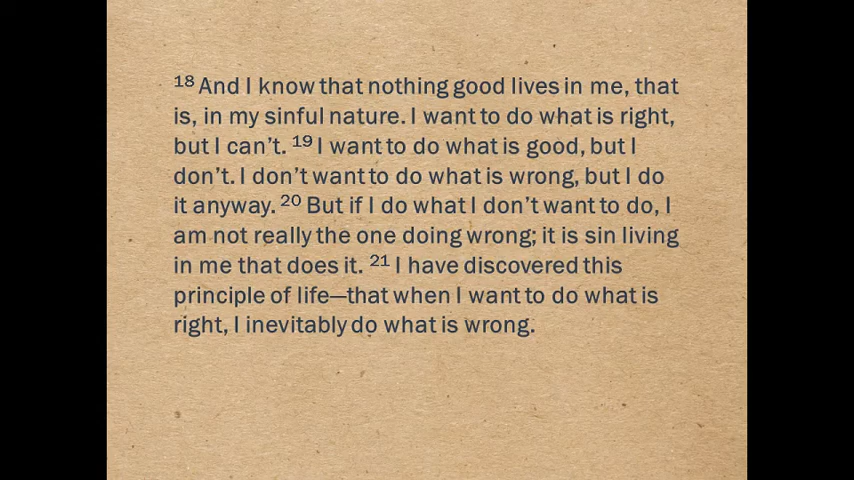 18 And I know that nothing good lives in me, that
is, in my sinful nature. I want to do what is right,
but I can’t. 19 I want to do what is good, but I
don’t. I don’t want to do what is wrong, but I do
it anyway. 20 But if I do what I don’t want to do, I
am not really the one doing wrong; it is sin living
in me that does it. 21 I have discovered this
principle of life—that when I want to do what is
right, I inevitably do what is wrong.